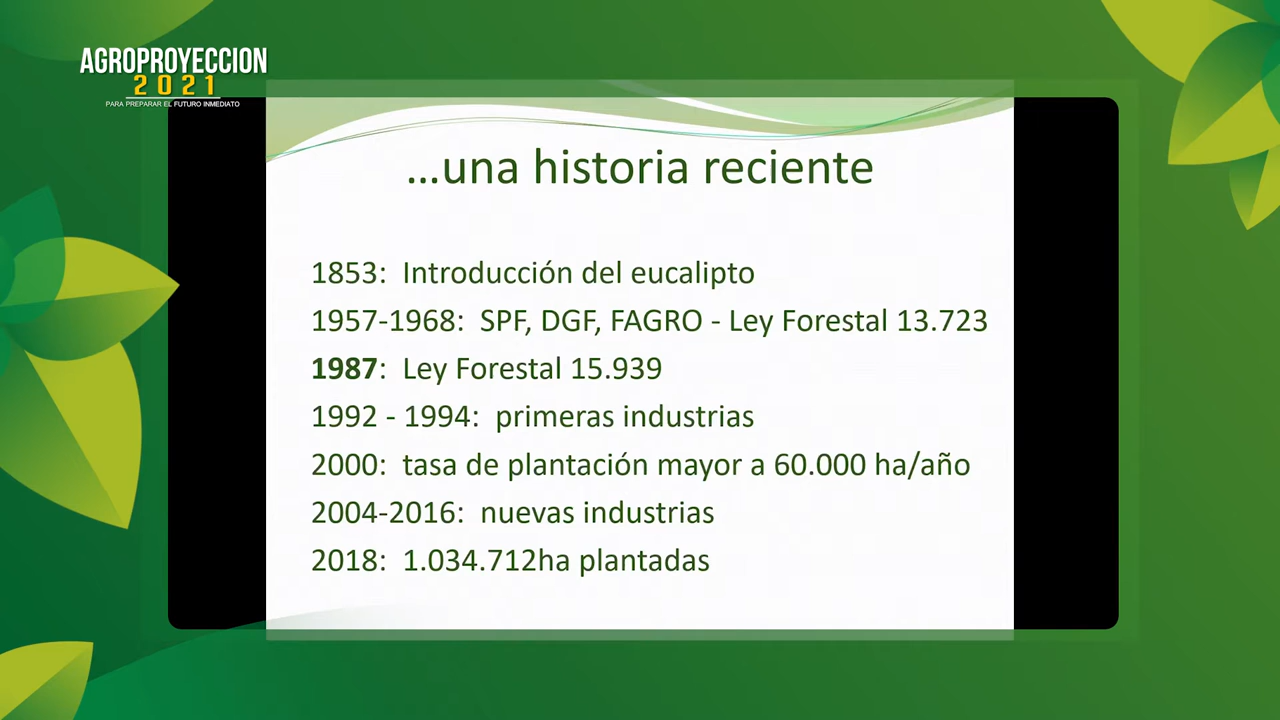 AGROPROYECCION
2021
PARA PREPARAR EL FUTURO INMEDIATO
...una historia reciente
1853: Introducción del eucalipto
1957-1968: SPF, DGF, FAGRO - Ley Forestal 13.723
1987: Ley Forestal 15.939
1992 - 1994: primeras industrias
2000: tasa de plantación mayor a 60.000 ha/año
2004-2016: nuevas industrias
2018: 1.034.712ha plantadas